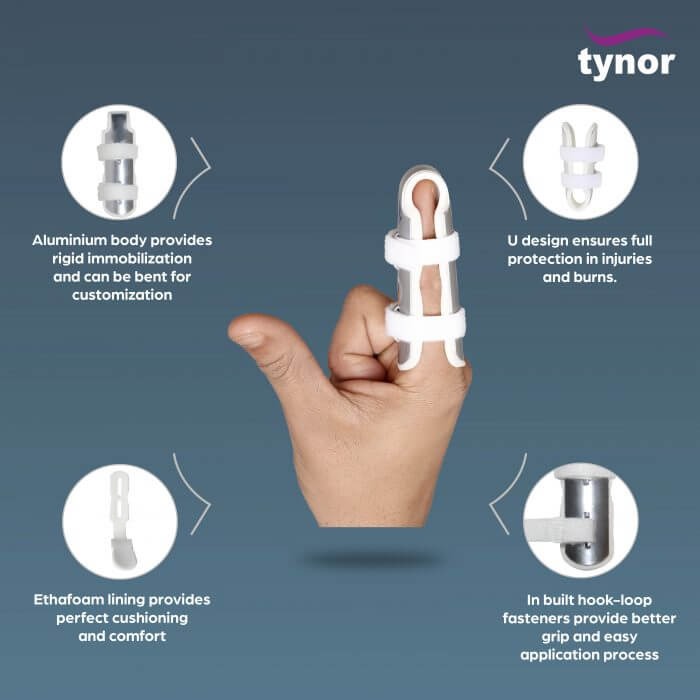 tynor
Aluminium body provides
rigid immobilization
and can be bent for
customization
U design ensures full
protection in injuries
and burns.
Ethafoam lining provides
perfect cushioning
and comfort
In built hook-loop
fasteners provide better
grip and easy
application process